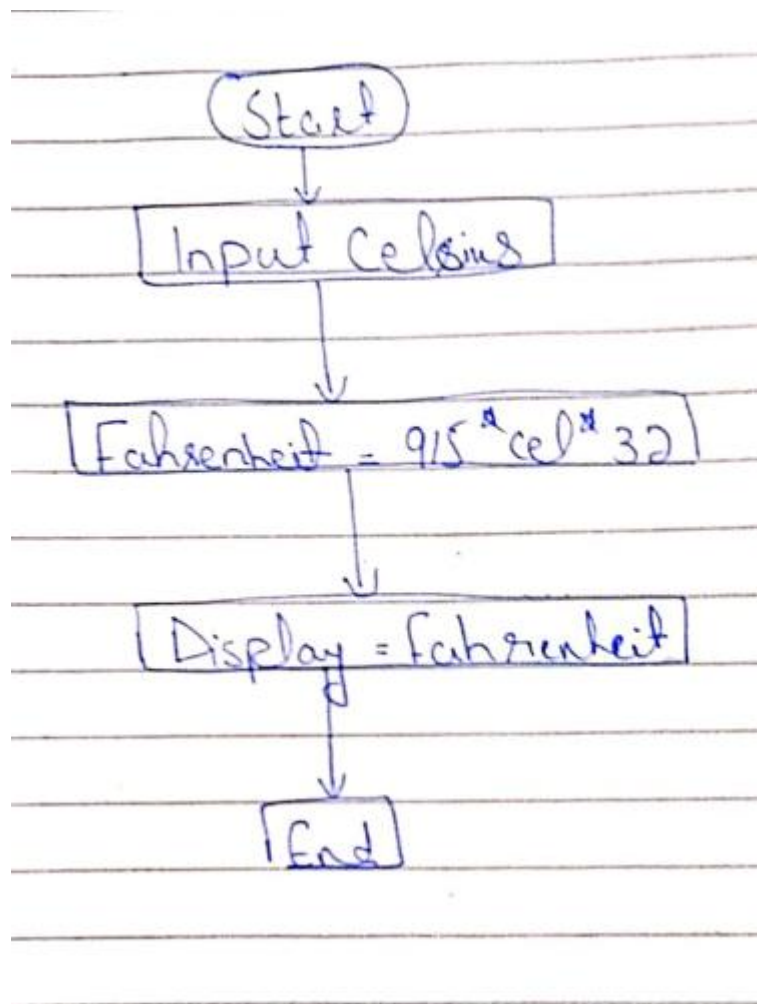 Start
Input Celsius
Fahrenheit = 9/5 * cel * 32
Display = Fahrenheit
End